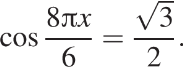 cos 8πx/6 = √3/2.